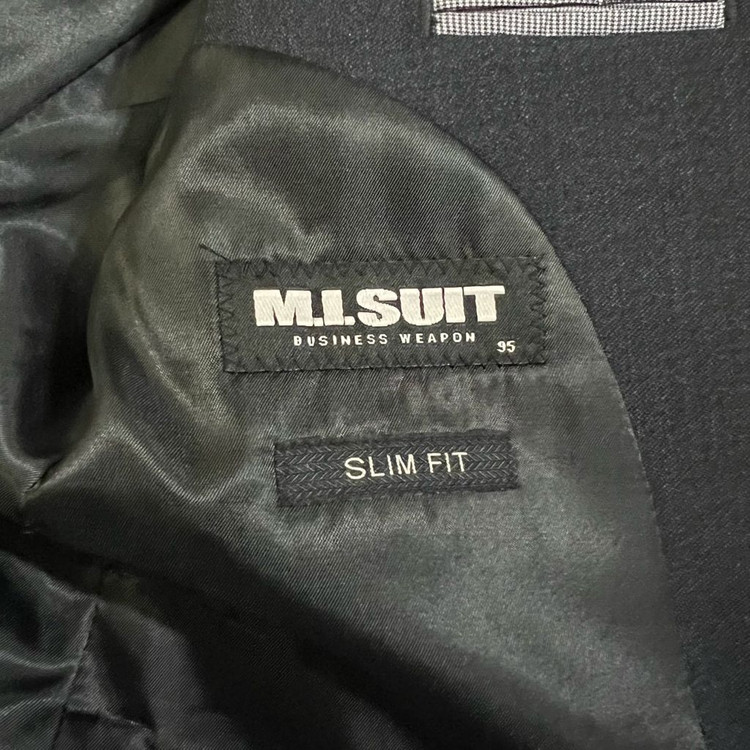 M.I.SUIT
BUSINESS WEAPON
95
SLIM FIT